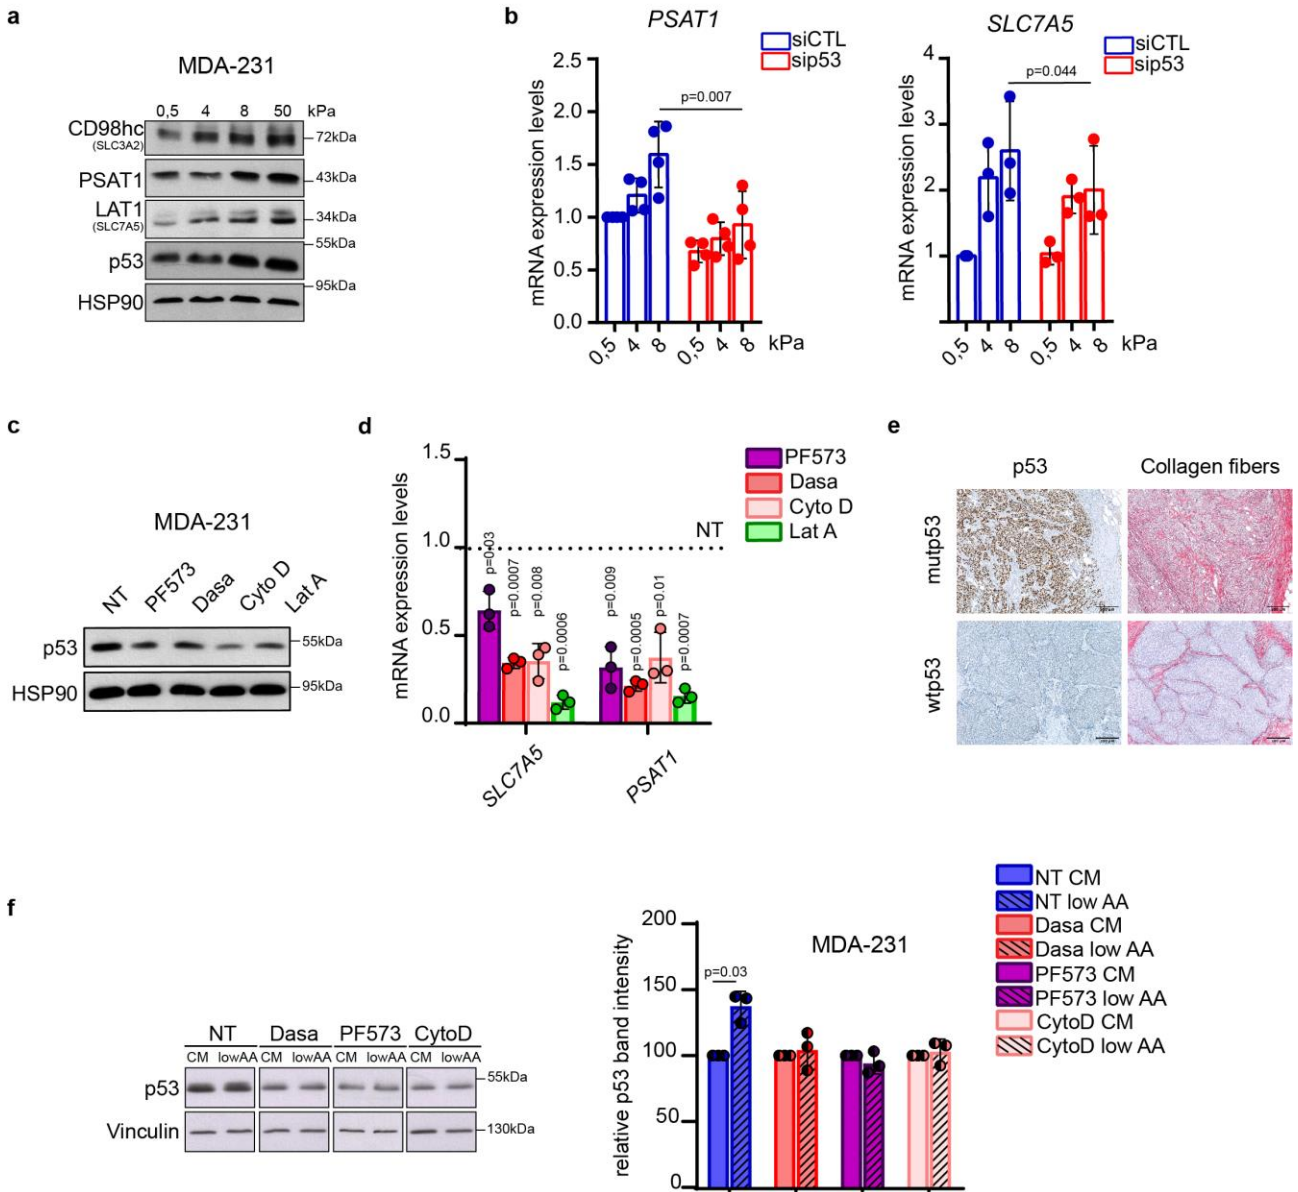 a
MDA-231
0,5 4 8 50 kPa
CD98hc
(SLC3A2)
72kDa
PSAT1
43kDa
LAT1
(SLC7A5)
34kDa
55kDa
p53
95kDa
HSP90
b
PSAT1
siCTL
sip53
mRNA expression levels
2.5
2.0
1.5
1.0
0.5
0.0
p=0.007
0,5 4 8 0,5 4 8 kPa
SLC7A5
siCTL
sip53
mRNA expression levels
4
3
2
1
p=0.044
0,5 4 8 0,5 4 8 kPa
c
MDA-231
NT PF573 Dasa Cyto D Lat A
p53
55kDa
HSP90
95kDa
d
mRNA expression levels
1.5
1.0
0.5
0.0
NT
PF573
Dasa
Cyto D
Lat A
p=0.03
p=0.0007
p=0.008
p=0.0006
p=0.009
p=0.0005
p=0.01
p=0.0007
SLC7A5
PSAT1
e
p53 Collagen fibers
mutp53
wtp53
f
NT Dasa PF573 CytoD
CM lowAA CM lowAA CM lowAA CM lowAA
p53
55kDa
Vinculin
130kDa
relative p53 band intensity
200
150
100
50
0
MDA-231
p=0.03
NT CM
NT low AA
Dasa CM
Dasa low AA
PF573 CM
PF573 low AA
CytoD CM
CytoD low AA